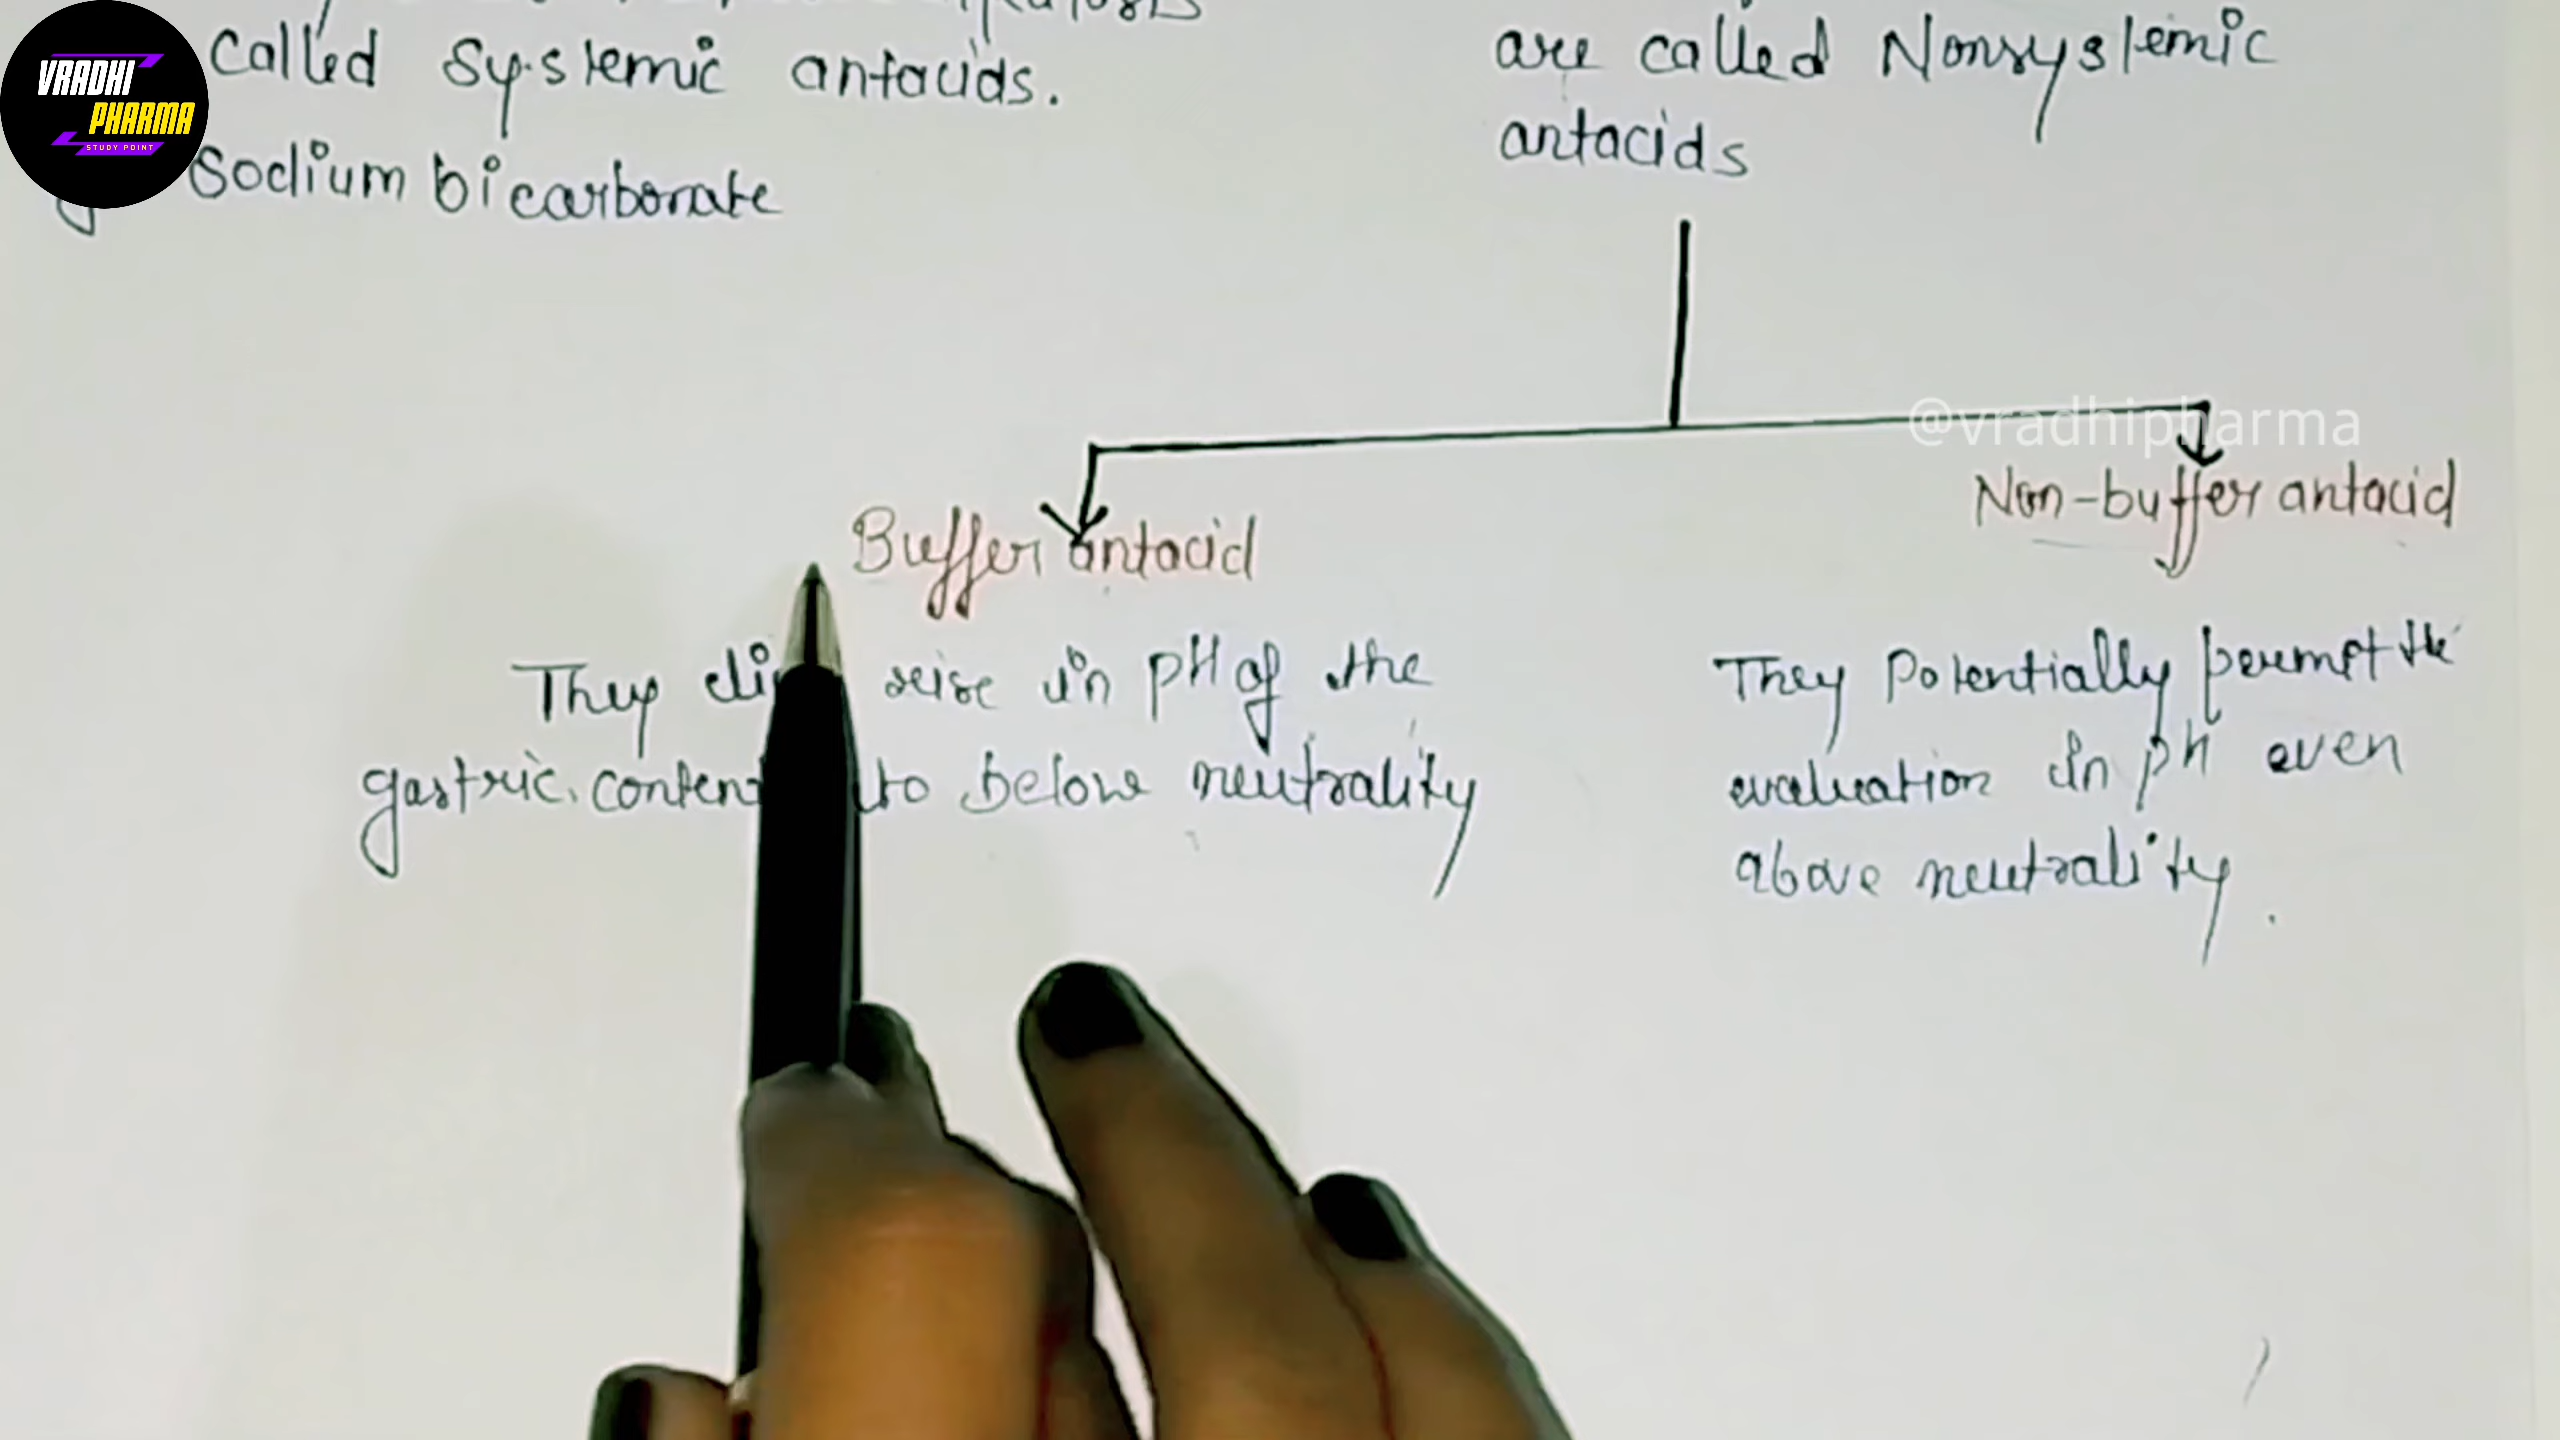 VRADHI
PHARMA
STUDY POINT
Called Systemic antacids.
Sodium bicarbonate
are called Nonsystemic
antacids
@vradhipharma
Buffer antacid
They reise in pH of the
gastric content to below neutrality
Non-buffer antacid
They Potentially permit the
evaluation in pH even
above neutrality.